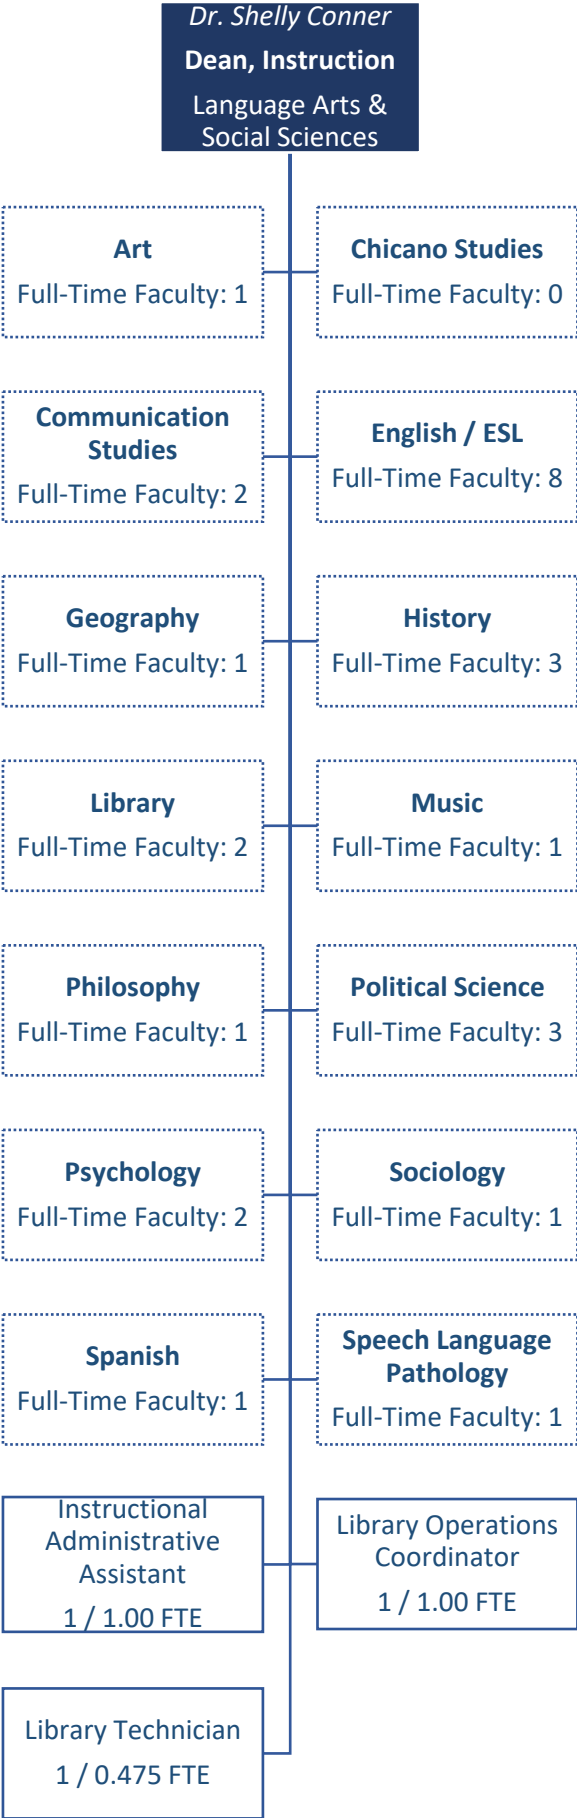 Dr. Shelly Conner
Dean, Instruction
Language Arts &
Social Sciences
Art
Full-Time Faculty: 1
Chicano Studies
Full-Time Faculty: 0
Communication
Studies
Full-Time Faculty: 2
English / ESL
Full-Time Faculty: 8
Geography
Full-Time Faculty: 1
History
Full-Time Faculty: 3
Library
Full-Time Faculty: 2
Music
Full-Time Faculty: 1
Philosophy
Full-Time Faculty: 1
Political Science
Full-Time Faculty: 3
Psychology
Full-Time Faculty: 2
Sociology
Full-Time Faculty: 1
Spanish
Full-Time Faculty: 1
Speech Language
Pathology
Full-Time Faculty: 1
Instructional
Administrative
Assistant
1 / 1.00 FTE
Library Operations
Coordinator
1 / 1.00 FTE
Library Technician
1 / 0.475 FTE